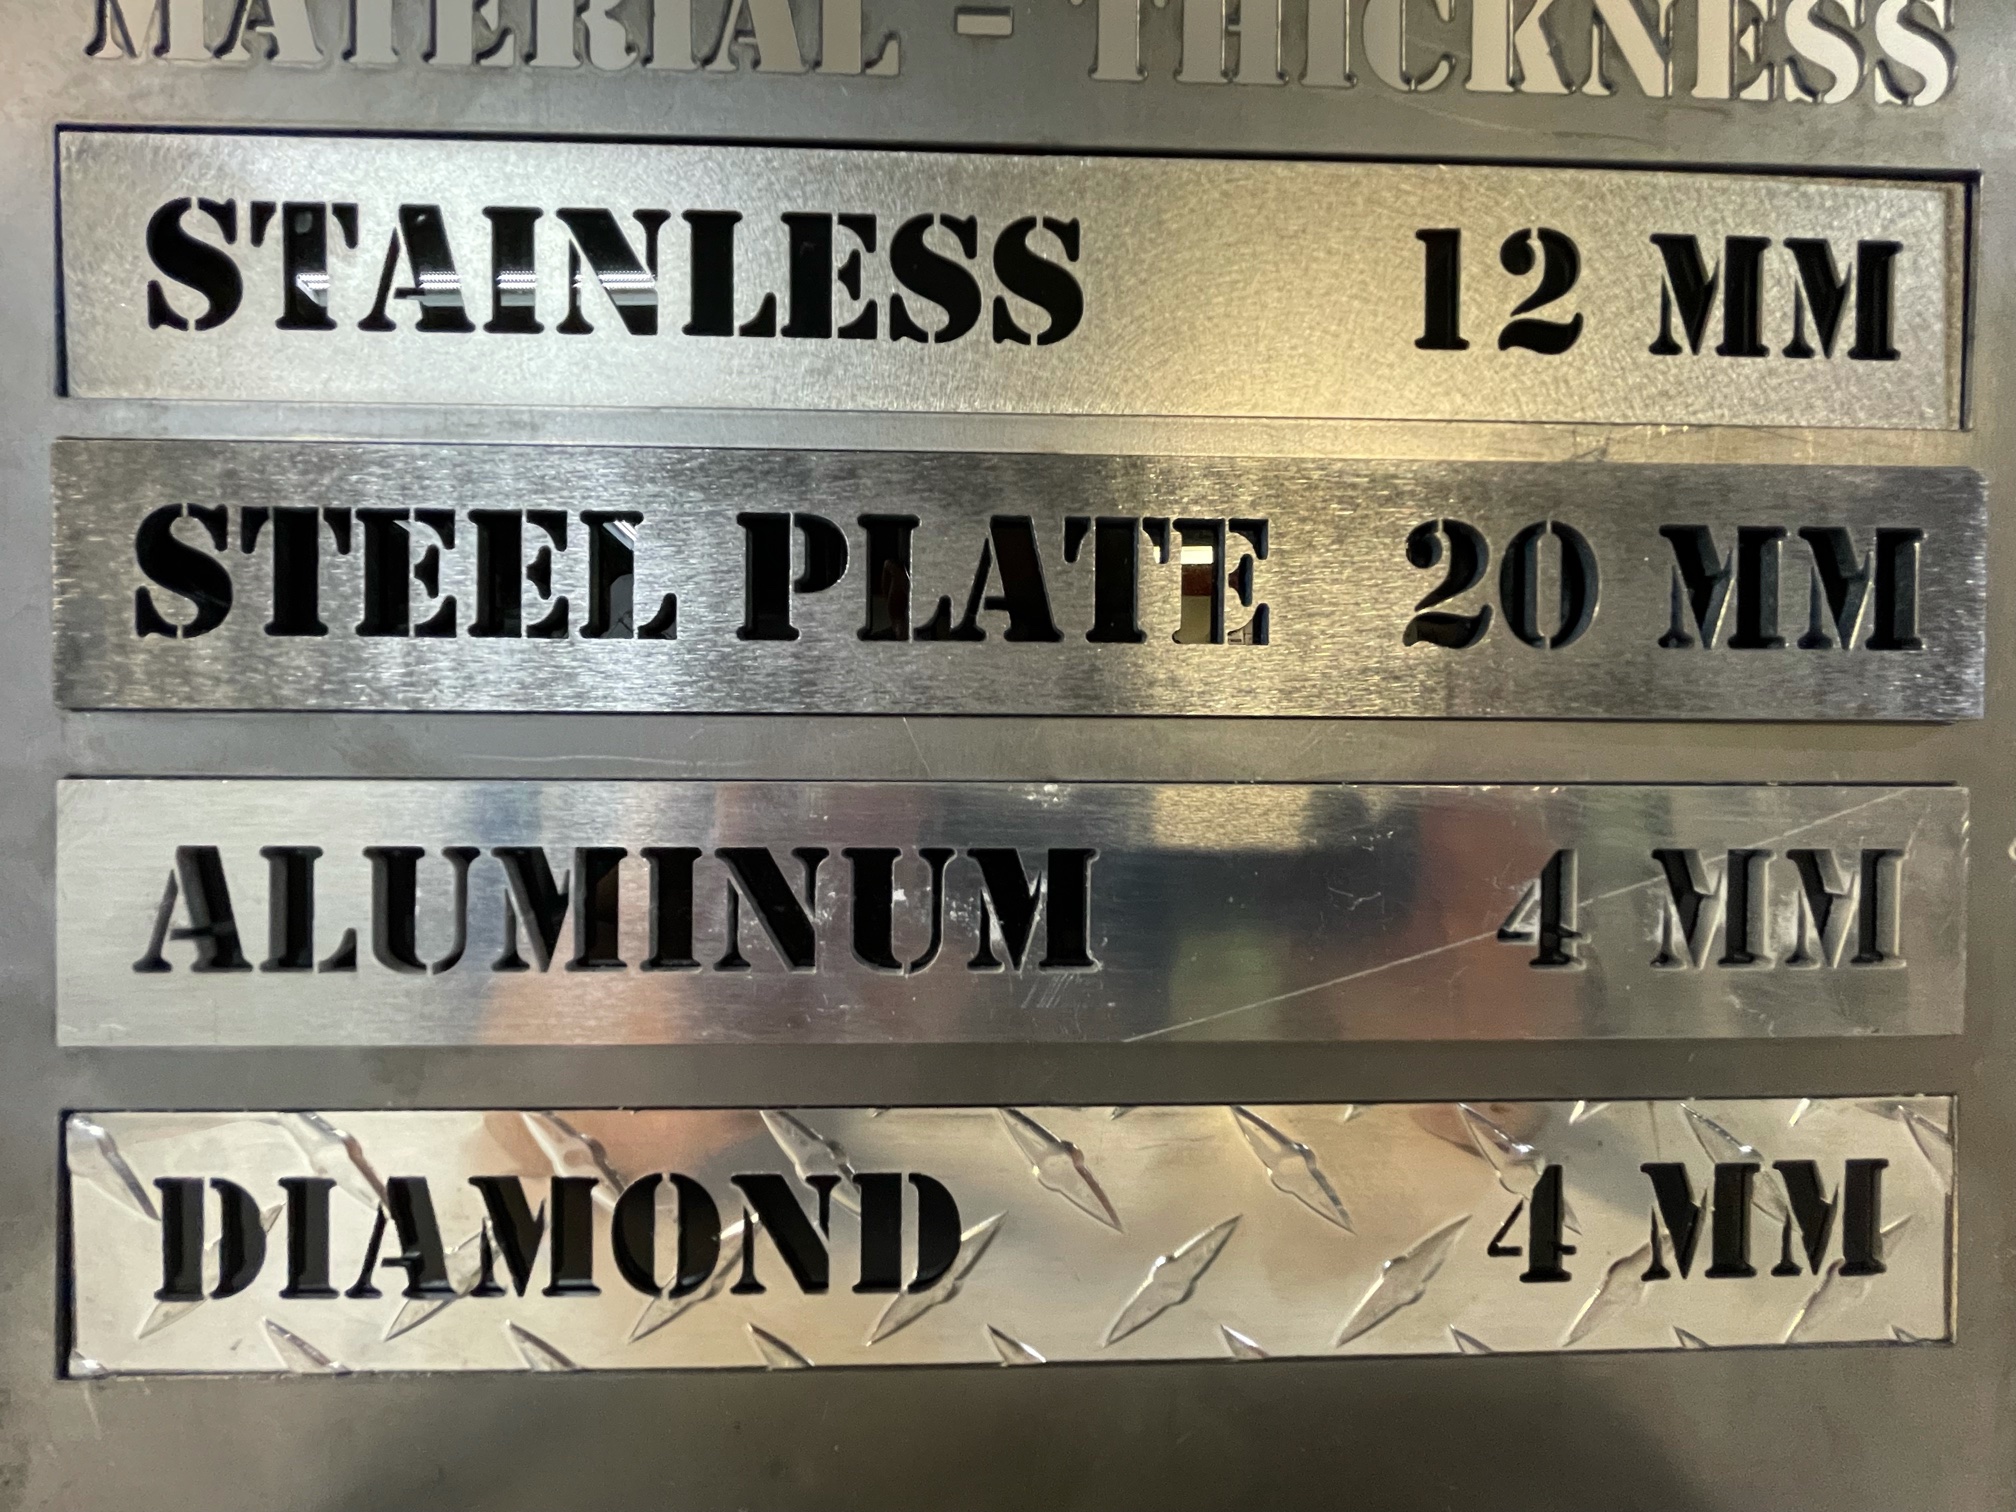 MATERIAL - THICKNESS
STAINLESS 12 MM
STEEL PLATE 20 MM
ALUMINUM 4 MM
DIAMOND 4 MM